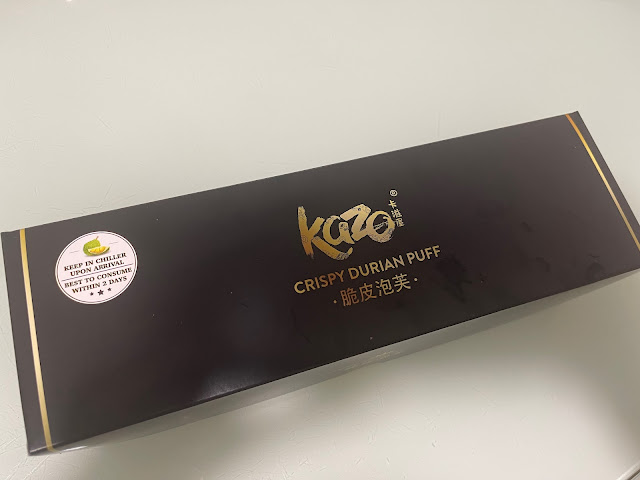 KEEP IN CHILLER
UPON ARRIVAL
BEST TO CONSUME
WITHIN 2 DAYS
kazo®
卡滋屋
CRISPY DURIAN PUFF
·脆皮泡芙·